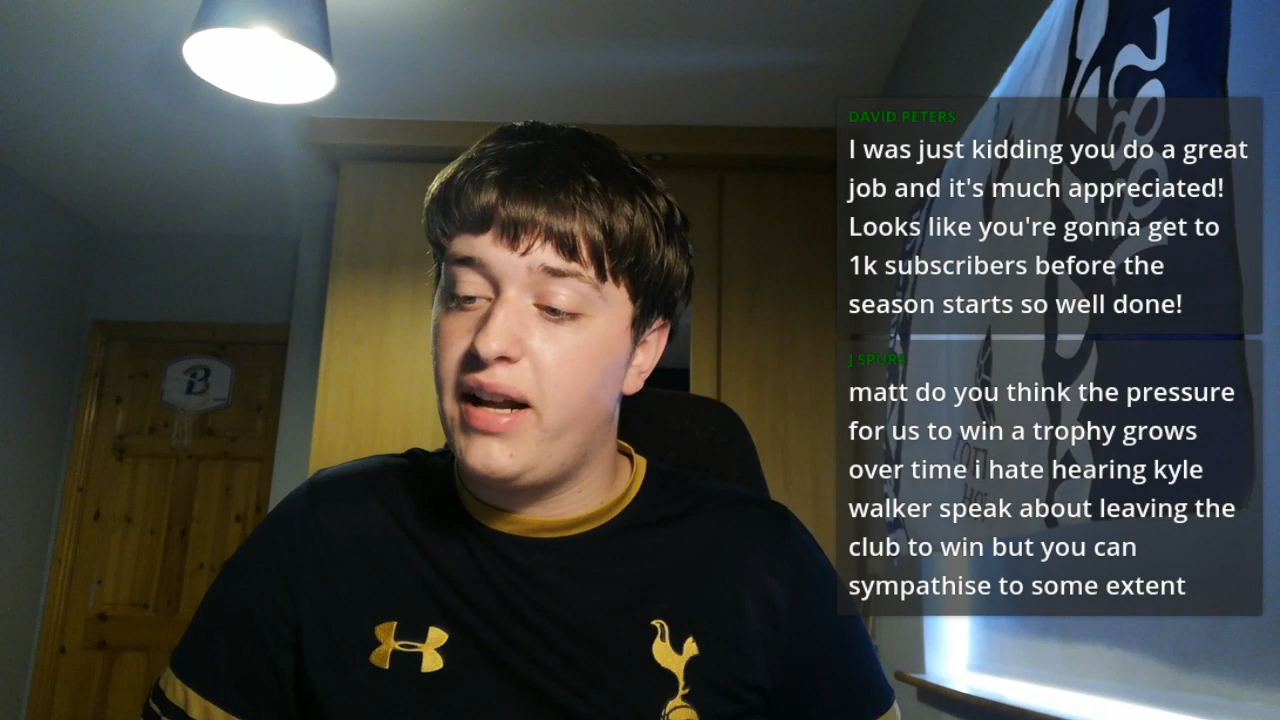 DAVID PETERS
I was just kidding you do a great
job and it's much appreciated!
Looks like you're gonna get to
1k subscribers before the
season starts so well done!
J SPURS
matt do you think the pressure
for us to win a trophy grows
over time i hate hearing kyle
walker speak about leaving the
club to win but you can
sympathise to some extent
B